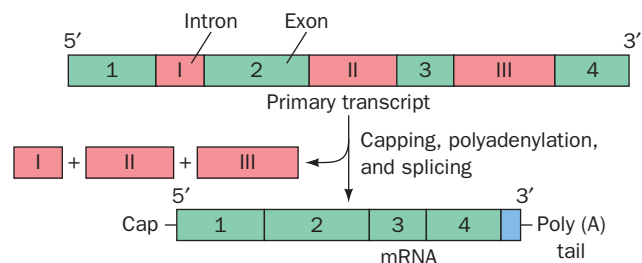 Intron Exon
5′ 3′
1 I 2 II 3 III 4
Primary transcript
Capping, polyadenylation,
and splicing
I + II + III
5′ 3′
Cap 1 2 3 4 Poly (A)
tail
mRNA